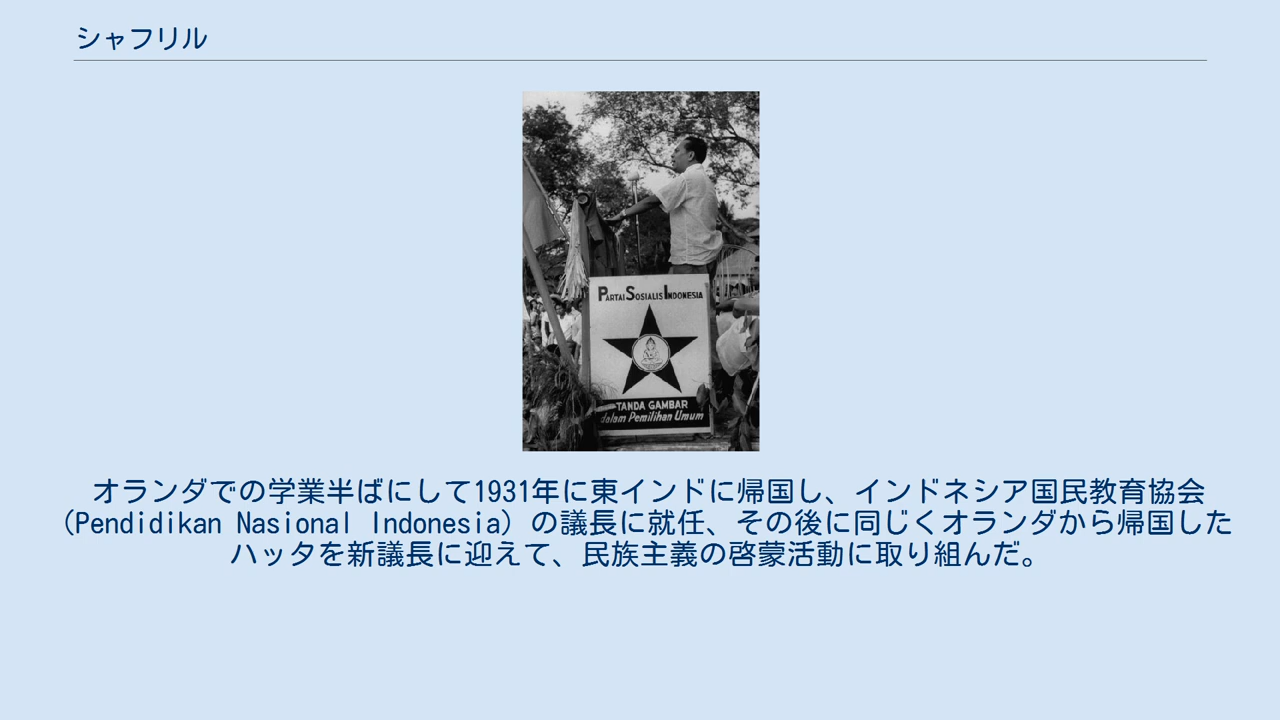 シャフリル
PARTAI SOSIALIS INDONESIA
TANDA GAMBAR
dalam Pemilihan Umum
オランダでの学業半ばにして1931年に東インドに帰国し、インドネシア国民教育協会
(Pendidikan Nasional Indonesia) の議長に就任、その後に同じくオランダから帰国した
ハッタを新議長に迎えて、民族主義の啓蒙活動に取り組んだ。